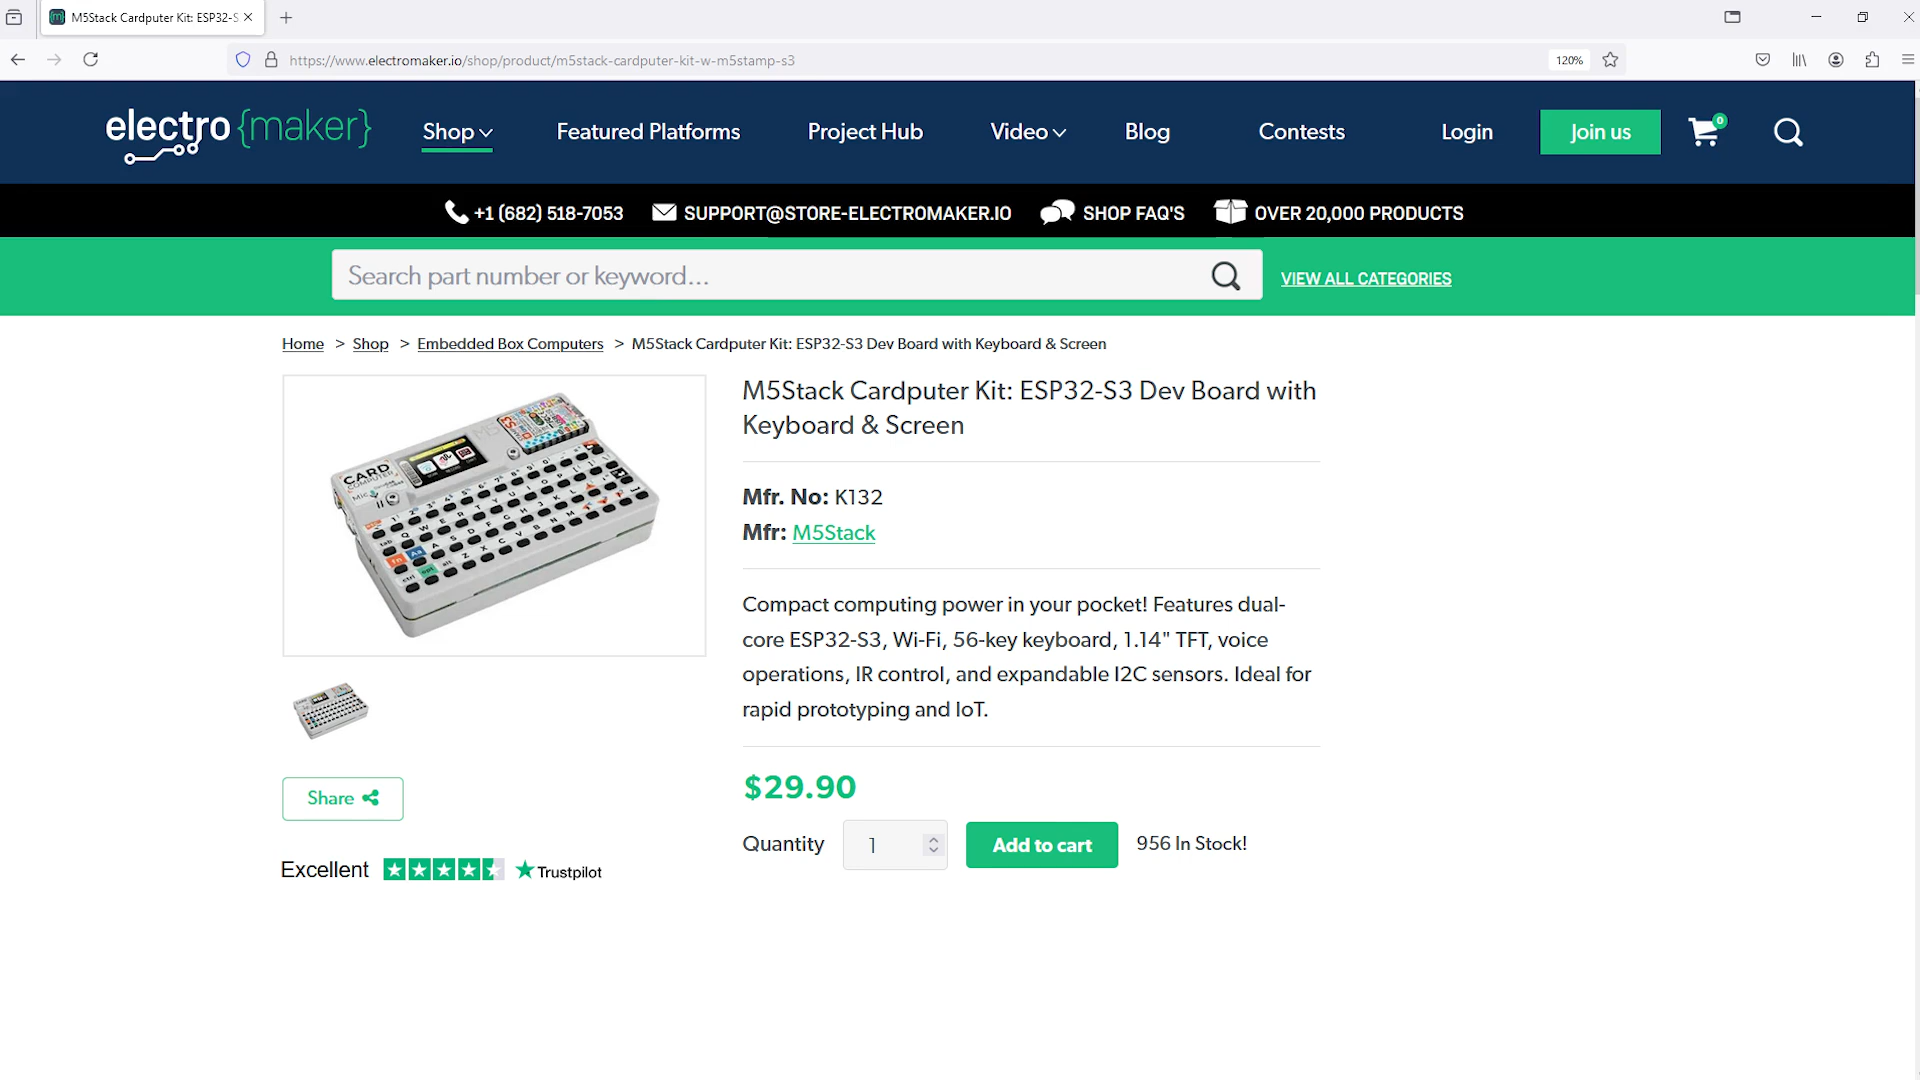 M5Stack Cardputer Kit: ESP32-S
https://www.electromaker.io/shop/product/m5stack-cardputer-kit-w-m5stamp-s3
120%
electro {maker}
Shop
Featured Platforms
Project Hub
Video
Blog
Contests
Login
Join us
0
+1 (682) 518-7053
SUPPORT@STORE-ELECTROMAKER.IO
SHOP FAQ'S
OVER 20,000 PRODUCTS
Search part number or keyword...
VIEW ALL CATEGORIES
Home > Shop > Embedded Box Computers > M5Stack Cardputer Kit: ESP32-S3 Dev Board with Keyboard & Screen
CARD
COMPUTER
M5Stack Cardputer Kit: ESP32-S3 Dev Board with
Keyboard & Screen
Mfr. No: K132
Mfr: M5Stack
Compact computing power in your pocket! Features dual-
core ESP32-S3, Wi-Fi, 56-key keyboard, 1.14" TFT, voice
operations, IR control, and expandable I2C sensors. Ideal for
rapid prototyping and IoT.
$29.90
Quantity
1
Add to cart
956 In Stock!
Share
Excellent
Trustpilot